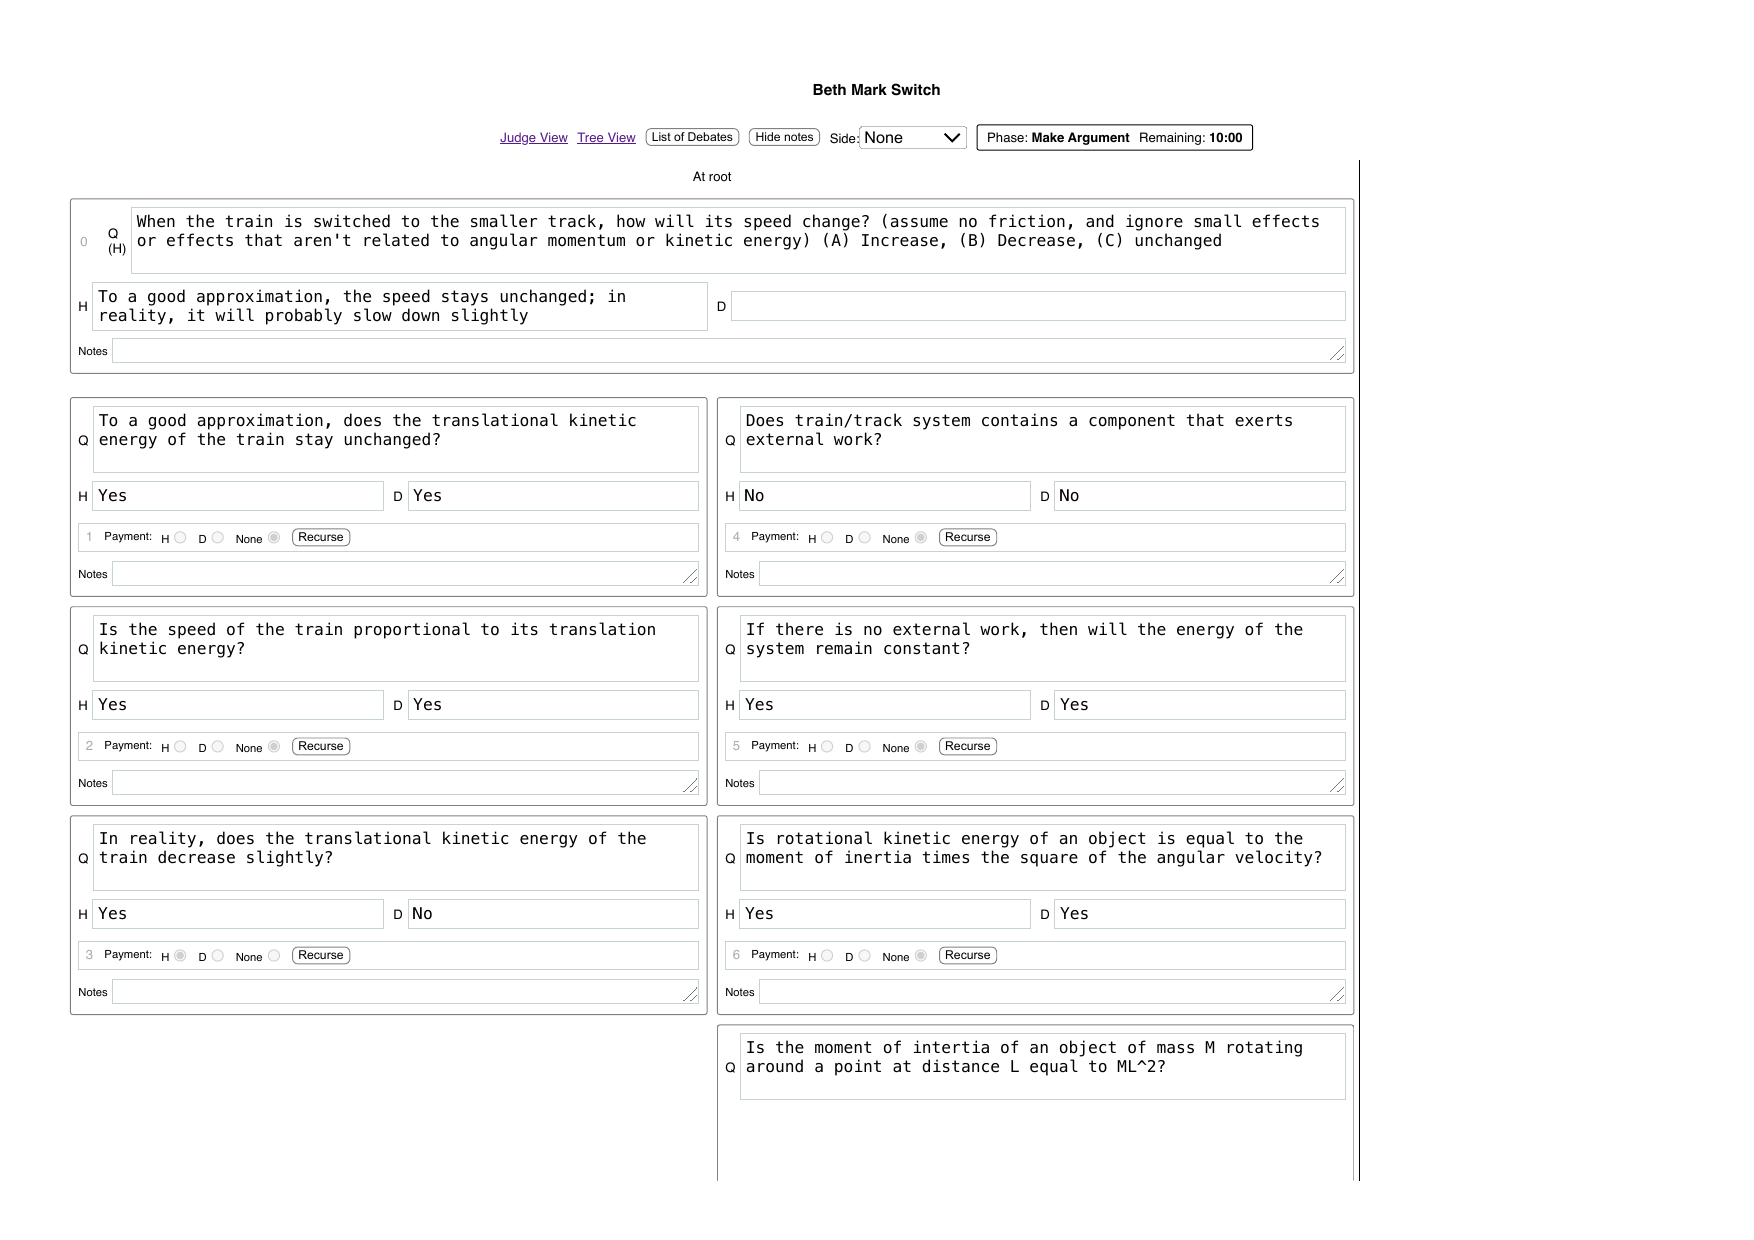 Beth Mark Switch
Judge View Tree View List of Debates Hide notes Side: None Phase: Make Argument Remaining: 10:00
At root
0 Q (H)
When the train is switched to the smaller track, how will its speed change? (assume no friction, and ignore small effects
or effects that aren't related to angular momentum or kinetic energy) (A) Increase, (B) Decrease, (C) unchanged
H To a good approximation, the speed stays unchanged; in
reality, it will probably slow down slightly
D
Notes
Q To a good approximation, does the translational kinetic
energy of the train stay unchanged?
H Yes D Yes
1 Payment: H D None Recurse
Notes
Q Is the speed of the train proportional to its translation
kinetic energy?
H Yes D Yes
2 Payment: H D None Recurse
Notes
Q In reality, does the translational kinetic energy of the
train decrease slightly?
H Yes D No
3 Payment: H D None Recurse
Notes
Q Does train/track system contains a component that exerts
external work?
H No D No
4 Payment: H D None Recurse
Notes
Q If there is no external work, then will the energy of the
system remain constant?
H Yes D Yes
5 Payment: H D None Recurse
Notes
Q Is rotational kinetic energy of an object is equal to the
moment of inertia times the square of the angular velocity?
H Yes D Yes
6 Payment: H D None Recurse
Notes
Q Is the moment of intertia of an object of mass M rotating
around a point at distance L equal to ML^2?